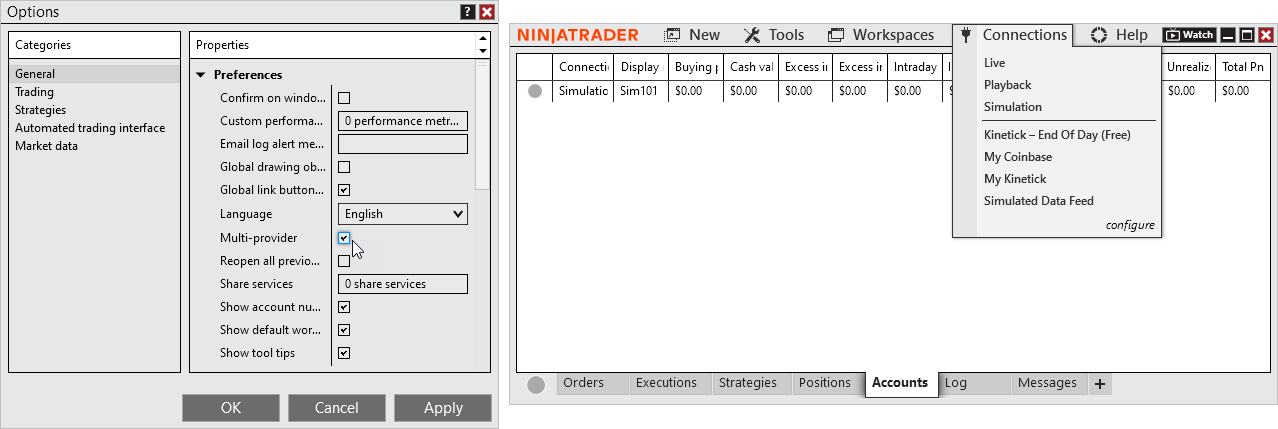 Options
?
Categories
General
Trading
Strategies
Automated trading interface
Market data
Properties
Preferences
Confirm on windo...
Custom performa... 0 performance metr...
Email log alert me...
Global drawing ob...
Global link button...
Language English
Multi-provider
Reopen all previo...
Share services 0 share services
Show account nu...
Show default wor...
Show tool tips
OK Cancel Apply
NINJATRADER New Tools Workspaces Connections Help Watch
Connecti Display Buying p Cash val Excess in Excess in Intraday Unrealiz Total Pn
Simulatio Sim101 $0.00 $0.00 $0.00 $0.00 $0.00 $0.00 $0.00
Live
Playback
Simulation
Kinetick – End Of Day (Free)
My Coinbase
My Kinetick
Simulated Data Feed
configure
Orders Executions Strategies Positions Accounts Log Messages +